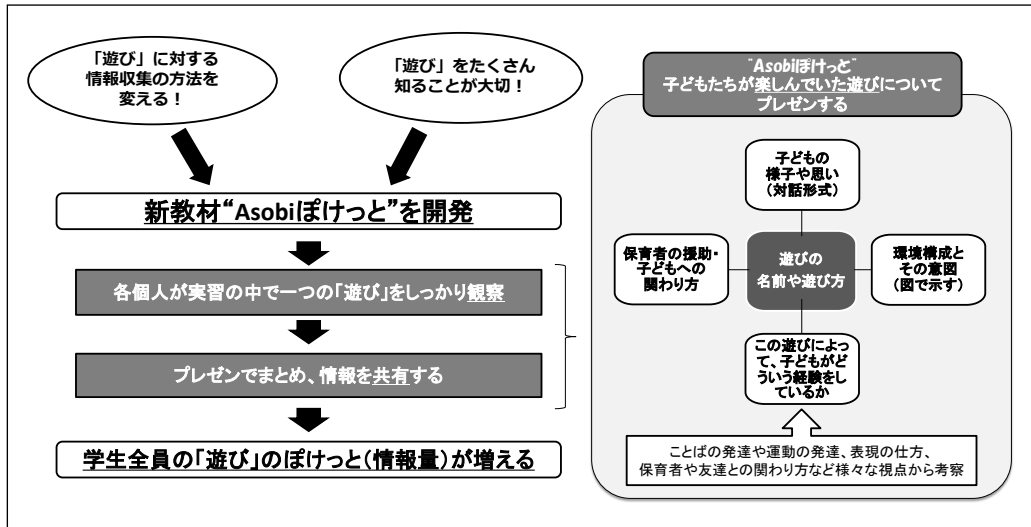 「遊び」に対する
情報収集の方法を
変える！
「遊び」をたくさん
知ることが大切！
新教材“Asobiぽけっと”を開発
各個人が実習の中で一つの「遊び」をしっかり観察
プレゼンでまとめ、情報を共有する
学生全員の「遊び」のぽけっと（情報量）が増える
“Asobiぽけっと”
子どもたちが楽しんでいた遊びについて
プレゼンする
子どもの
様子や思い
（対話形式）
保育者の援助・
子どもへの
関わり方
遊びの
名前や遊び方
環境構成と
その意図
（図で示す）
この遊びによっ
て、子どもがど
ういう経験をし
ているか
ことばの発達や運動の発達、表現の仕方、
保育者や友達との関わり方など様々な視点から考察